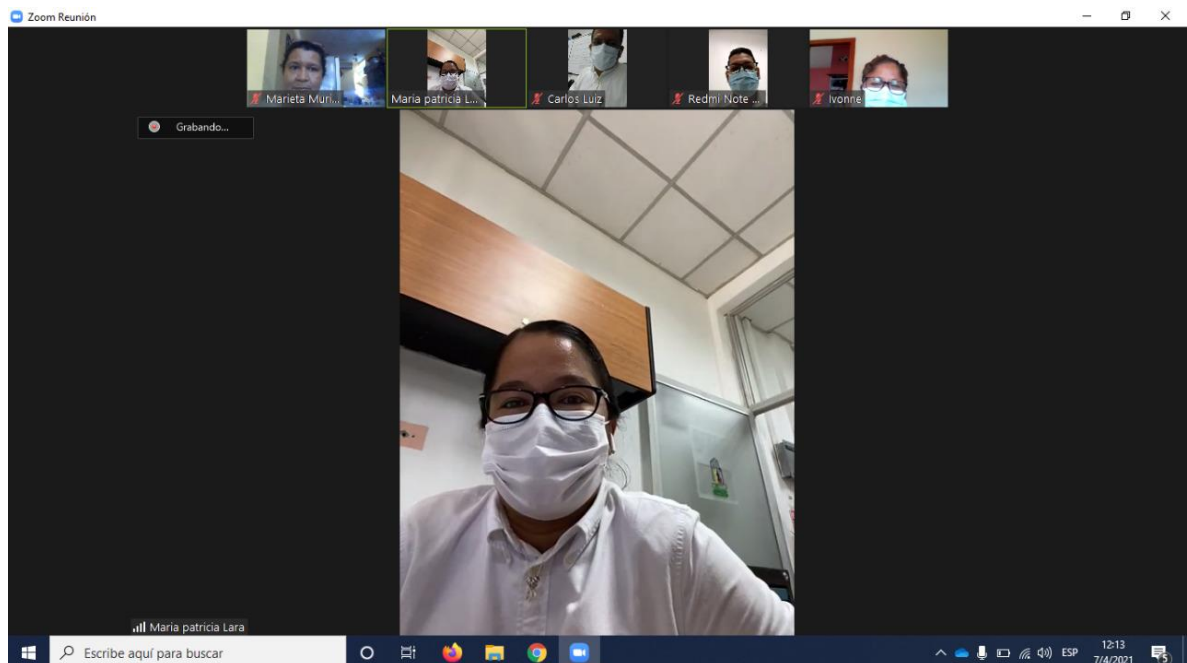 Zoom Reunión
Marieta Muri...
Maria patricia L...
Carlos Luiz
Redmi Note ...
Ivonne
Grabando...
Maria patricia Lara
Escribe aquí para buscar
ESP
12:13
7/4/2021
5